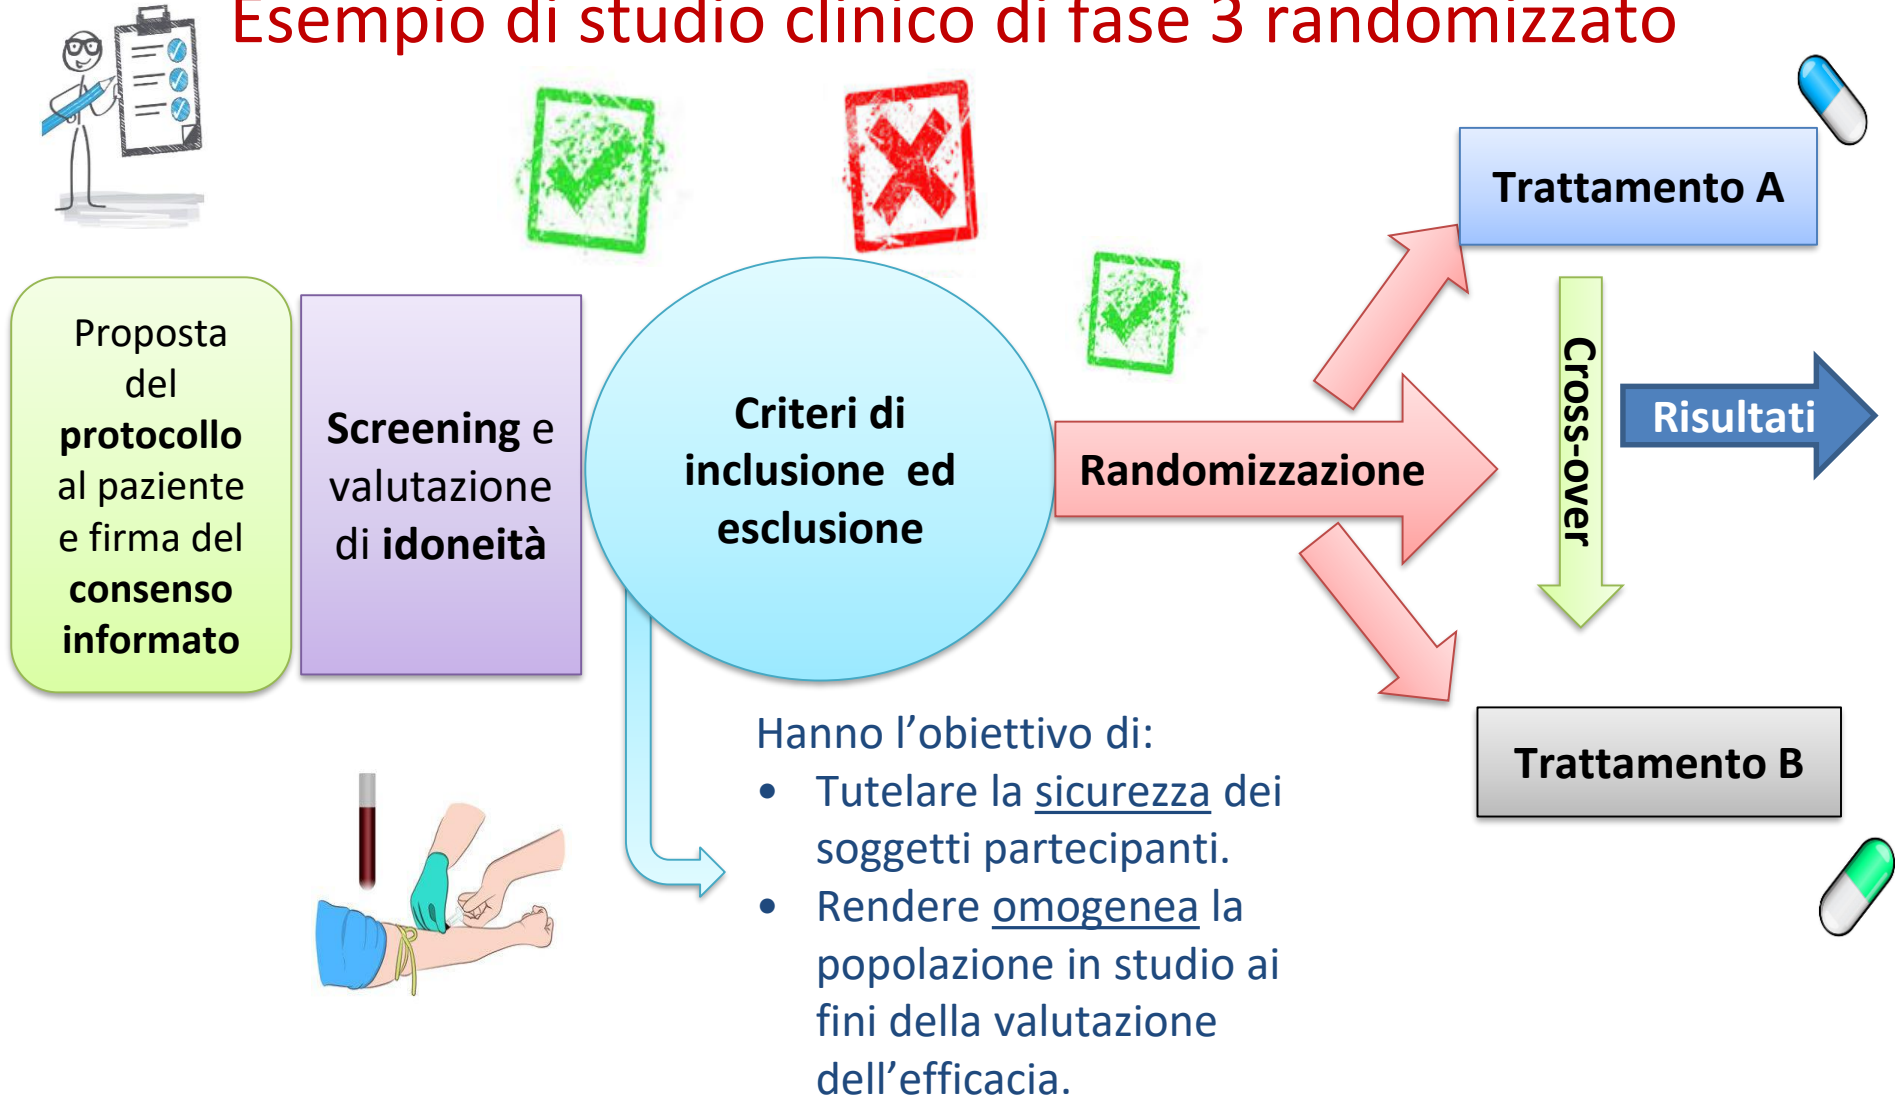 Esempio di studio clinico di fase 3 randomizzato
Proposta
del
protocollo
al paziente
e firma del
consenso
informato
Screening e
valutazione
di idoneità
Criteri di
inclusione ed
esclusione
Randomizzazione
Trattamento A
Cross-over
Risultati
Trattamento B
Hanno l’obiettivo di:
• Tutelare la sicurezza dei
soggetti partecipanti.
• Rendere omogenea la
popolazione in studio ai
fini della valutazione
dell’efficacia.